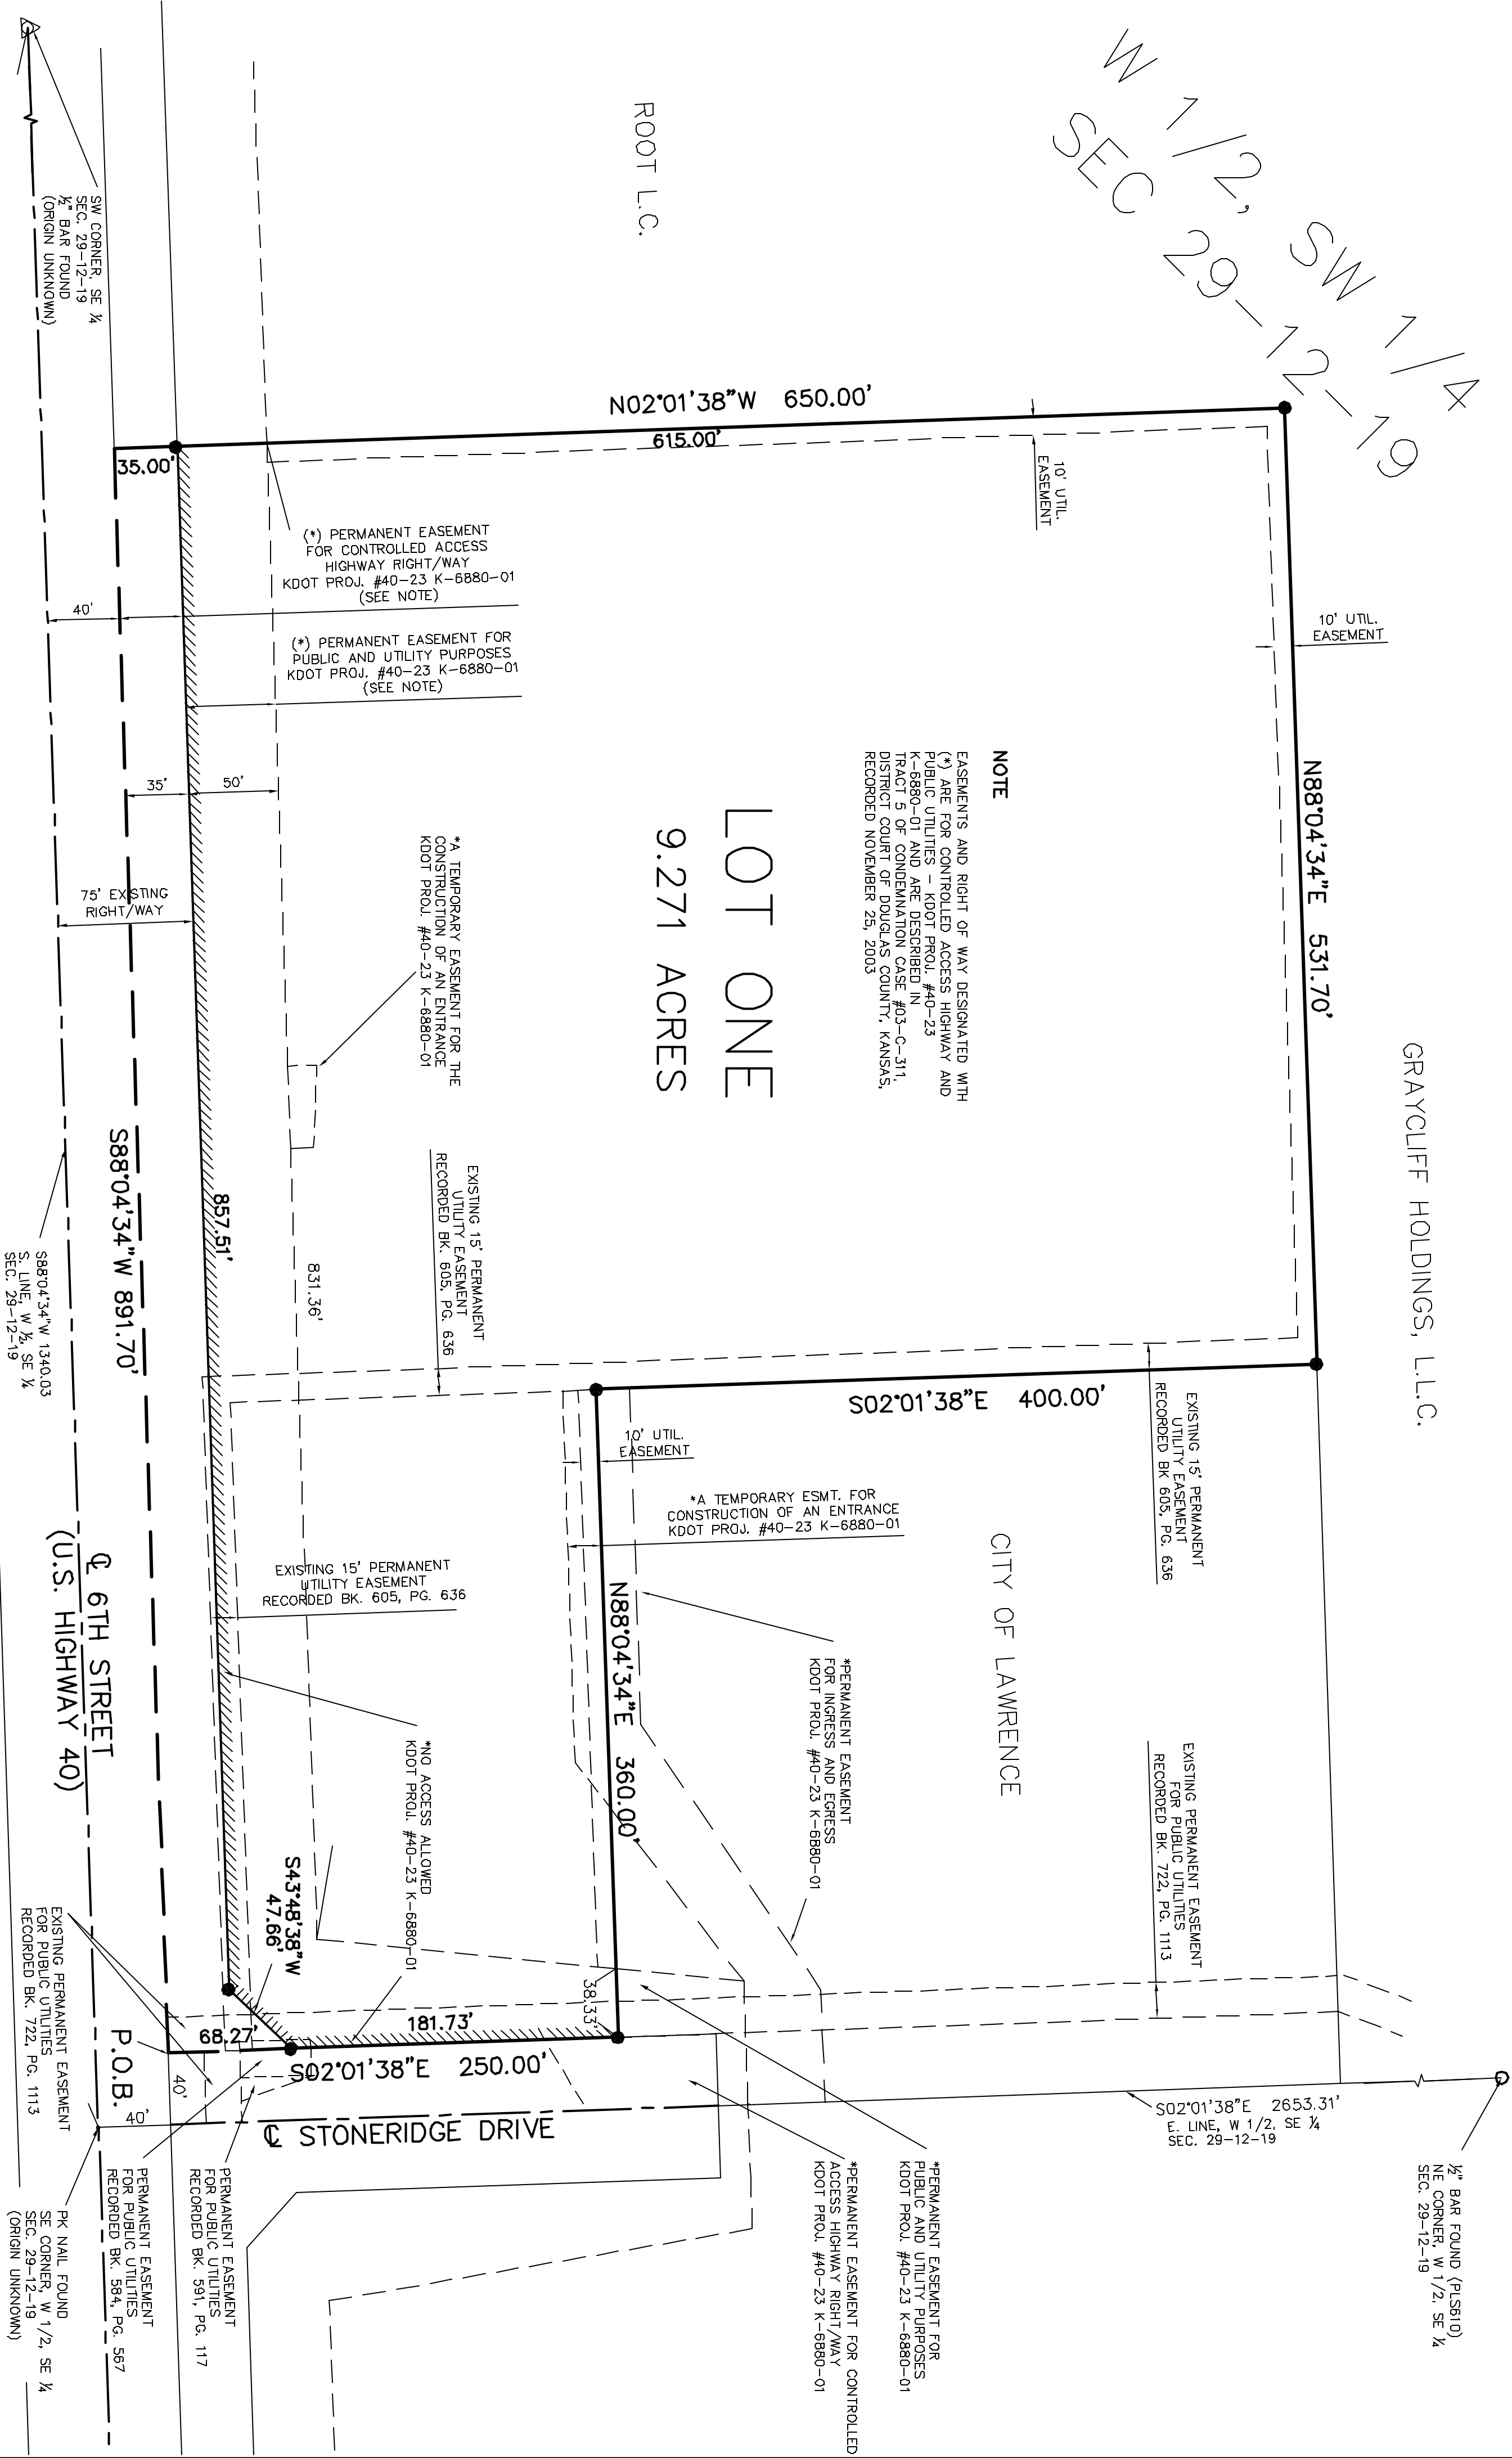 W 1/2, SW 1/4
SEC 29-12-19
ROOT L.C.
GRAYCLIFF HOLDINGS, L.L.C.
N02°01'38"W 650.00'
615.00'
35.00'
10' UTIL.
EASEMENT
10' UTIL.
EASEMENT
N88°04'34"E 531.70'
SW CORNER, SE ¼
SEC. 29-12-19
½" BAR FOUND
(ORIGIN UNKNOWN)
(*) PERMANENT EASEMENT
FOR CONTROLLED ACCESS
HIGHWAY RIGHT/WAY
KDOT PROJ. #40-23 K-6880-01
(SEE NOTE)
40'
(*) PERMANENT EASEMENT FOR
PUBLIC AND UTILITY PURPOSES
KDOT PROJ. #40-23 K-6880-01
(SEE NOTE)
35'
50'
75' EXISTING
RIGHT/WAY
NOTE
EASEMENTS AND RIGHT OF WAY DESIGNATED WITH
(*) ARE FOR CONTROLLED ACCESS HIGHWAY AND
PUBLIC UTILITIES - KDOT PROJ. #40-23
K-6880-01 AND ARE DESCRIBED IN
TRACT 5 OF CONDEMNATION CASE #03-C-311,
DISTRICT COURT OF DOUGLAS COUNTY, KANSAS,
RECORDED NOVEMBER 25, 2003
LOT ONE
9.271 ACRES
*A TEMPORARY EASEMENT FOR THE
CONSTRUCTION OF AN ENTRANCE
KDOT PROJ. #40-23 K-6880-01
EXISTING 15' PERMANENT
UTILITY EASEMENT
RECORDED BK. 605, PG. 636
831.36'
857.51'
S88°04'34"W 891.70'
S88°04'34"W 1340.03
S. LINE, W ½, SE ¼
SEC. 29-12-19
S02°01'38"E 400.00'
EXISTING 15' PERMANENT
UTILITY EASEMENT
RECORDED BK 605, PG. 636
10' UTIL.
EASEMENT
*A TEMPORARY ESMT. FOR
CONSTRUCTION OF AN ENTRANCE
KDOT PROJ. #40-23 K-6880-01
CITY OF LAWRENCE
EXISTING 15' PERMANENT
UTILITY EASEMENT
RECORDED BK. 605, PG. 636
N88°04'34"E 360.00'
*PERMANENT EASEMENT
FOR INGRESS AND EGRESS
KDOT PROJ. #40-23 K-6880-01
EXISTING PERMANENT EASEMENT
FOR PUBLIC UTILITIES
RECORDED BK. 722, PG. 1113
℄ 6TH STREET
(U.S. HIGHWAY 40)
*NO ACCESS ALLOWED
KDOT PROJ. #40-23 K-6880-01
S43°48'38"W
47.66'
38.33'
181.73'
68.27'
S02°01'38"E 250.00'
EXISTING PERMANENT EASEMENT
FOR PUBLIC UTILITIES
RECORDED BK. 722, PG. 1113
P.O.B.
40'
40'
℄ STONERIDGE DRIVE
S02°01'38"E 2653.31'
E. LINE, W 1/2, SE ¼
SEC. 29-12-19
½" BAR FOUND (PLS610)
NE CORNER, W 1/2, SE ¼
SEC. 29-12-19
*PERMANENT EASEMENT FOR
PUBLIC AND UTILITY PURPOSES
KDOT PROJ. #40-23 K-6880-01
*PERMANENT EASEMENT FOR CONTROLLED
ACCESS HIGHWAY RIGHT/WAY
KDOT PROJ. #40-23 K-6880-01
PERMANENT EASEMENT
FOR PUBLIC UTILITIES
RECORDED BK. 591, PG. 117
PERMANENT EASEMENT
FOR PUBLIC UTILITIES
RECORDED BK. 584, PG. 567
PK NAIL FOUND
SE CORNER, W 1/2, SE ¼
SEC. 29-12-19
(ORIGIN UNKNOWN)